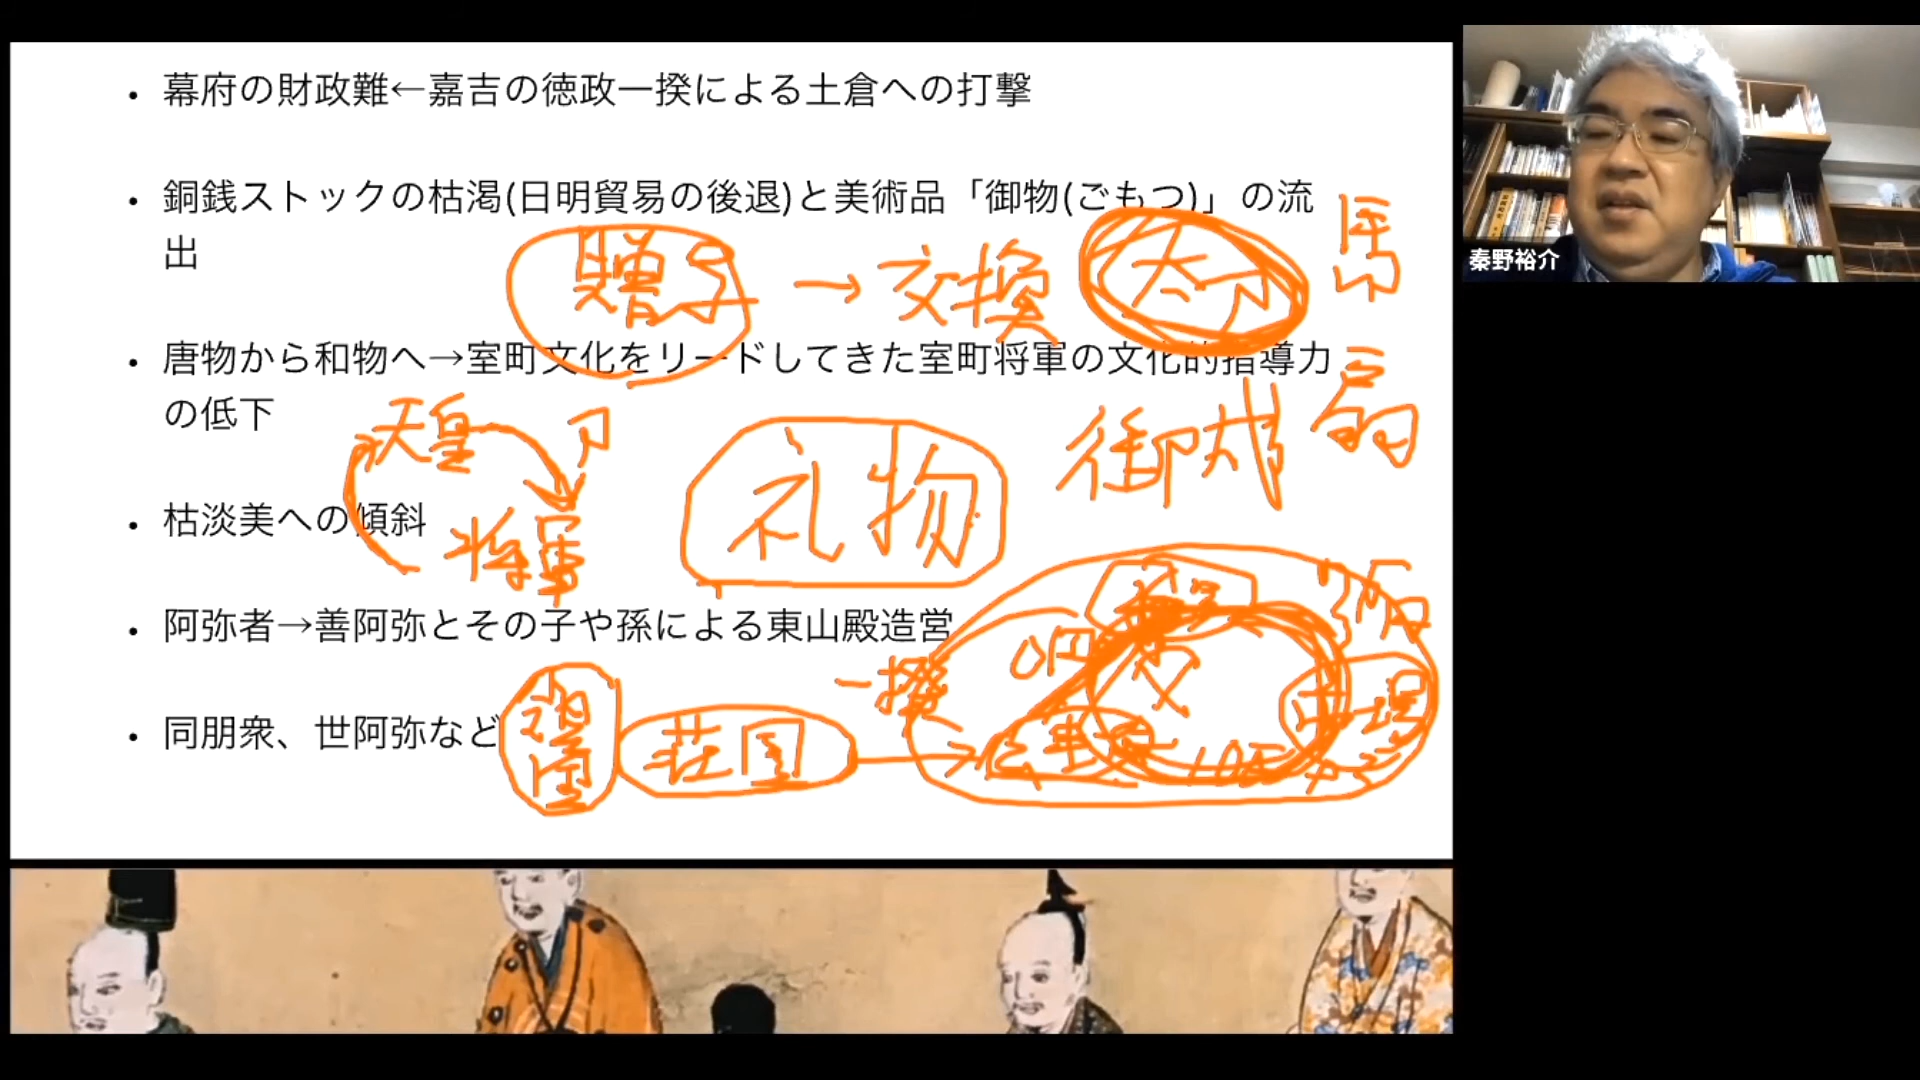 ・幕府の財政難←嘉吉の徳政一揆による土倉への打撃
・銅銭ストックの枯渇(日明貿易の後退)と美術品「御物(ごもつ)」の流
出
贈与→交換
馬
・唐物から和物へ→室町文化をリードしてきた室町将軍の文化的指導力
の低下
扇
天皇
刀
礼物
御成
・枯淡美への傾斜
将軍
・阿弥者→善阿弥とその子や孫による東山殿造営
一揆
・同朋衆、世阿弥など
荘園
秦野裕介